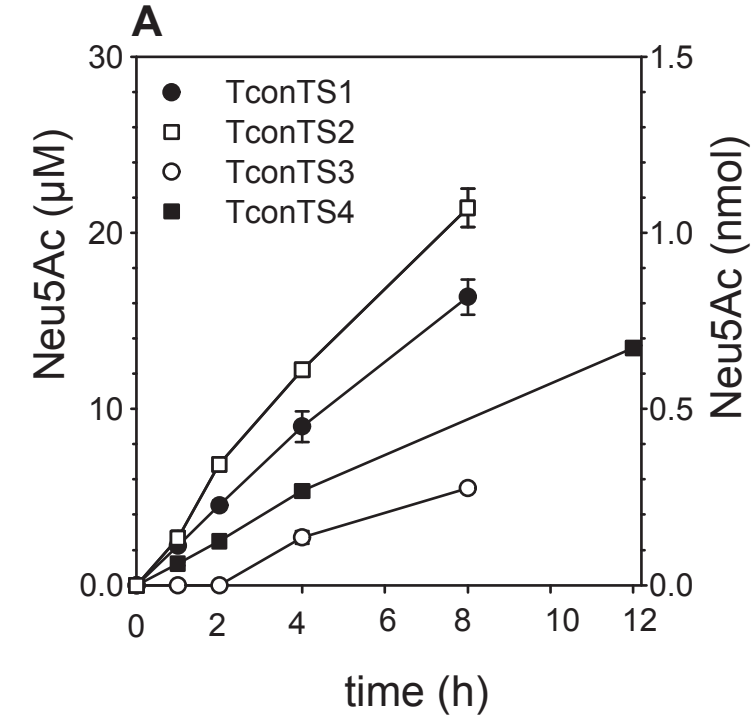 A
30
1.5
TconTS1
TconTS2
TconTS3
TconTS4
20
1.0
Neu5Ac (µM)
Neu5Ac (nmol)
10
0.5
0.0
0.0
0 2 4 6 8 10 12
time (h)